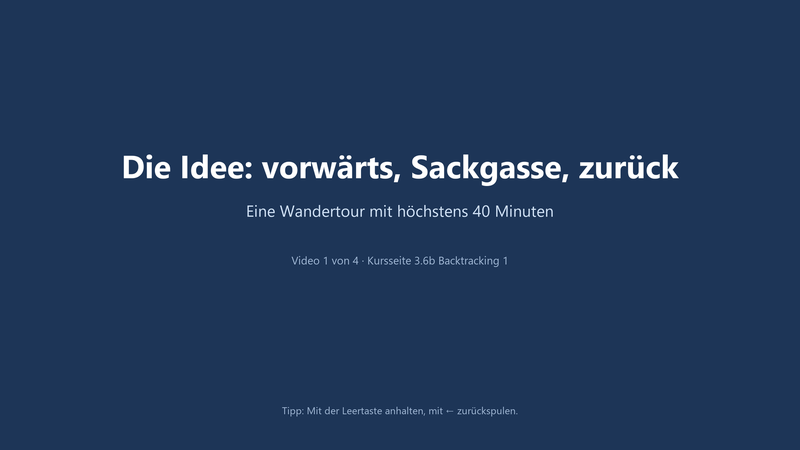 Die Idee: vorwärts, Sackgasse, zurück
Eine Wandertour mit höchstens 40 Minuten
Video 1 von 4 · Kursseite 3.6b Backtracking 1
Tipp: Mit der Leertaste anhalten, mit ← zurückspulen.